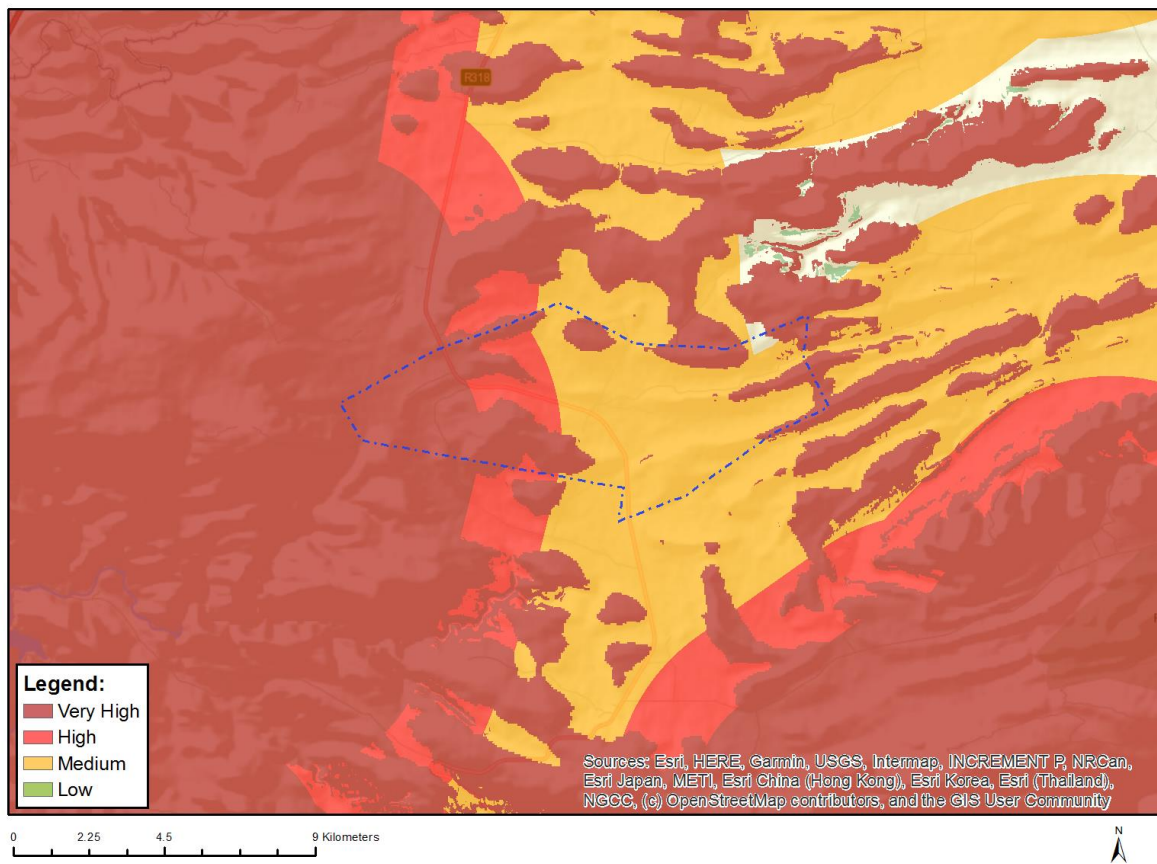 R318
Legend:
Very High
High
Medium
Low
Sources: Esri, HERE, Garmin, USGS, Intermap, INCREMENT P, NRCan,
Esri Japan, METI, Esri China (Hong Kong), Esri Korea, Esri (Thailand),
NGCC, (c) OpenStreetMap contributors, and the GIS User Community
0 2.25 4.5 9 Kilometers
N